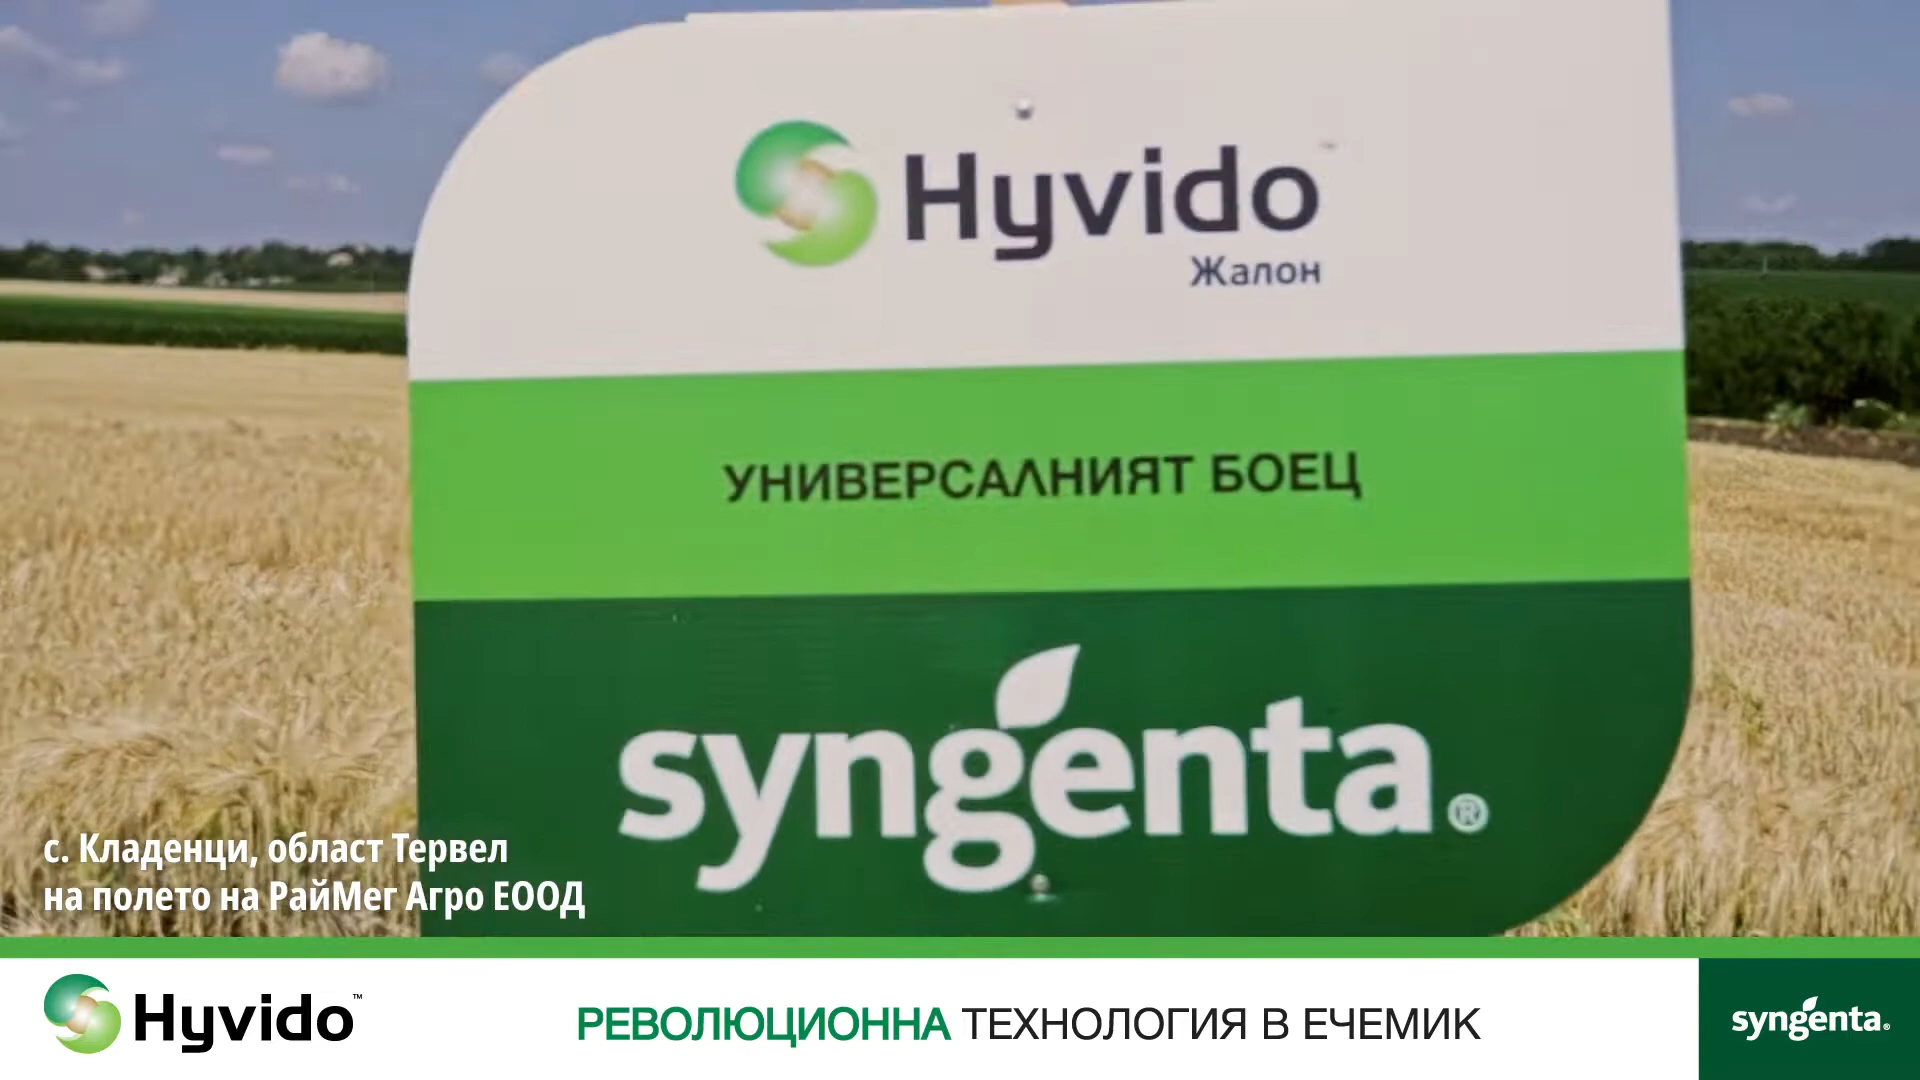 Hyvido
Жалон
УНИВЕРСАЛНИЯТ БОЕЦ
syngenta®
с. Кладенци, област Тервел
на полето на РайМег Агро ЕООД
Hyvido™
РЕВОЛЮЦИОННА ТЕХНОЛОГИЯ В ЕЧЕМИК
syngenta®